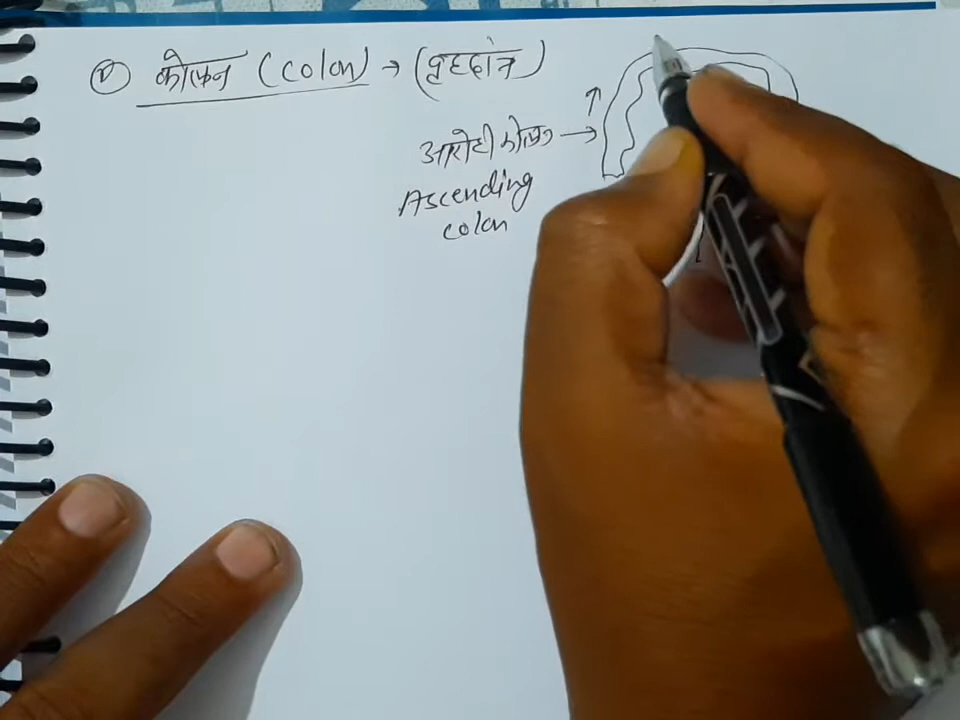 (v) कोलन (colon) → (वृहदांत्र)
आरोही कोलन →
Ascending
colon